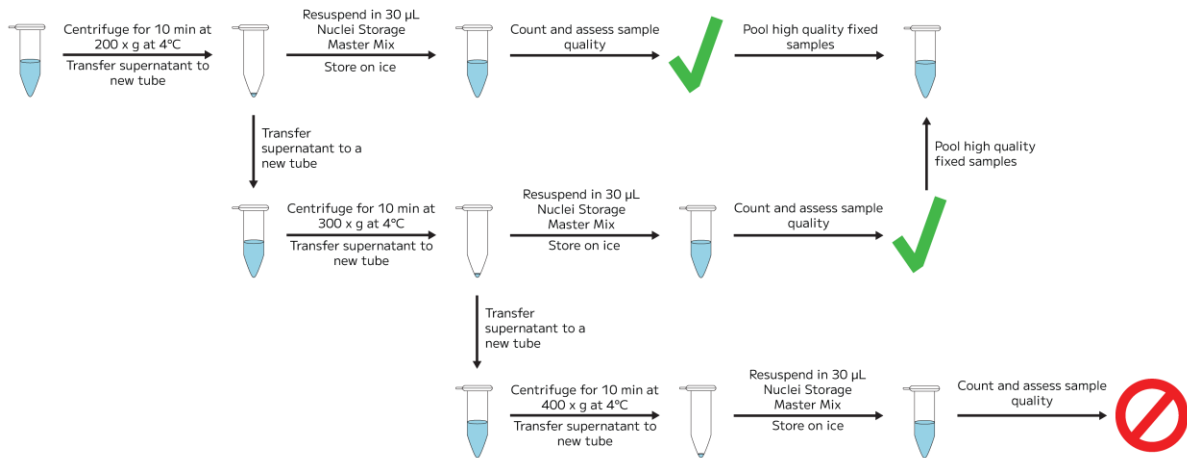 Centrifuge for 10 min at
200 x g at 4°C
Transfer supernatant to
new tube
Resuspend in 30 µL
Nuclei Storage
Master Mix
Store on ice
Count and assess sample
quality
Pool high quality fixed
samples
Transfer
supernatant to a
new tube
Pool high quality
fixed samples
Centrifuge for 10 min at
300 x g at 4°C
Transfer supernatant to
new tube
Resuspend in 30 µL
Nuclei Storage
Master Mix
Store on ice
Count and assess sample
quality
Transfer
supernatant to a
new tube
Centrifuge for 10 min at
400 x g at 4°C
Transfer supernatant to
new tube
Resuspend in 30 µL
Nuclei Storage
Master Mix
Store on ice
Count and assess sample
quality